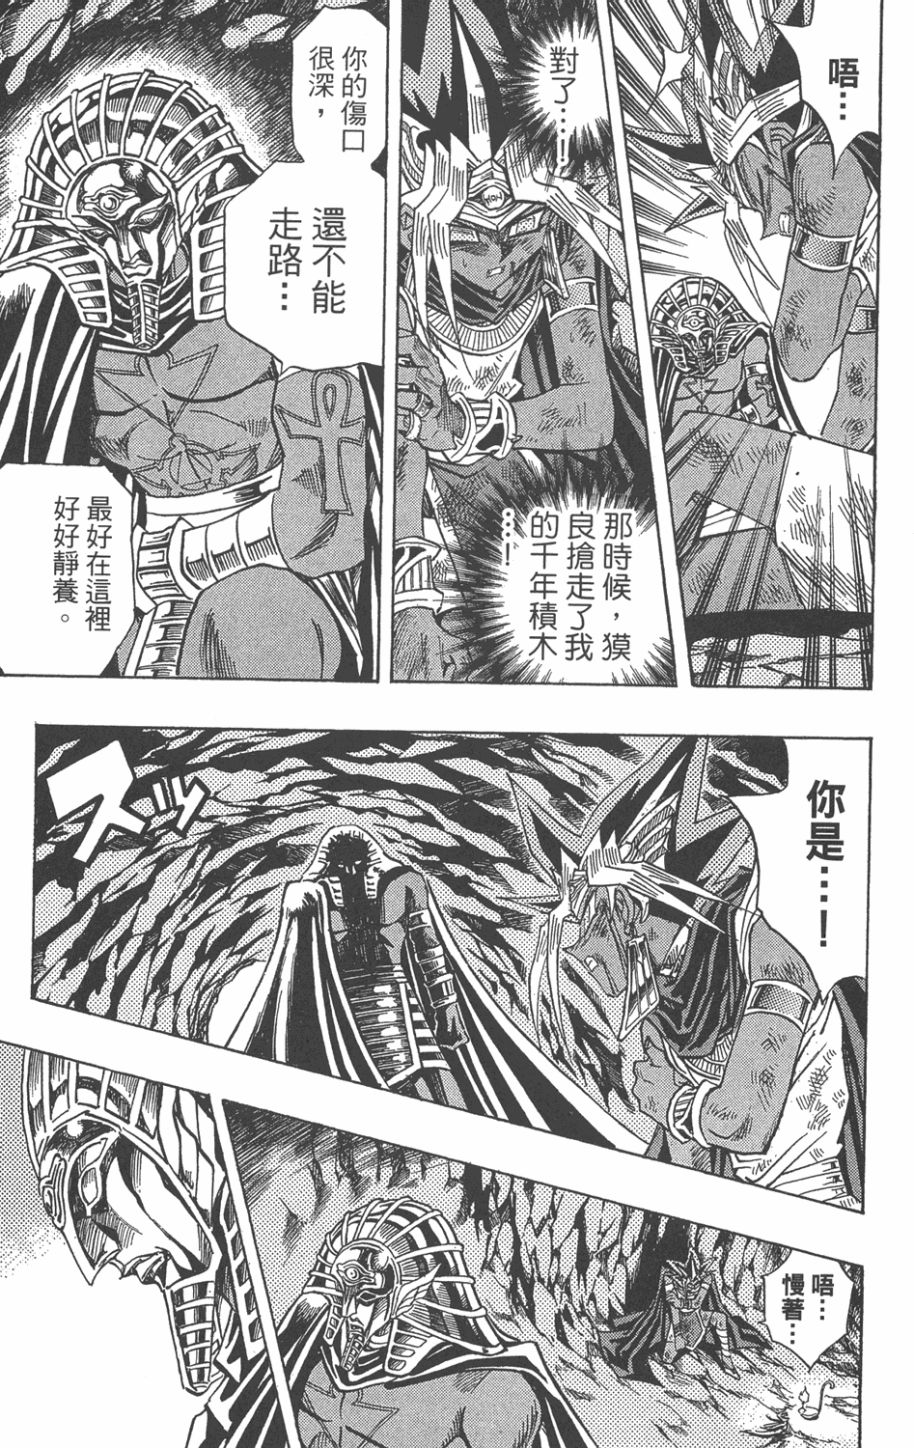 唔…
對了……！
那時候，獏
良搶走了我
的千年積木
…！
你的傷口
很深，
還不能
走路…
最好在這裡
好好靜養。
你是…！
スッ
唔…
慢著…